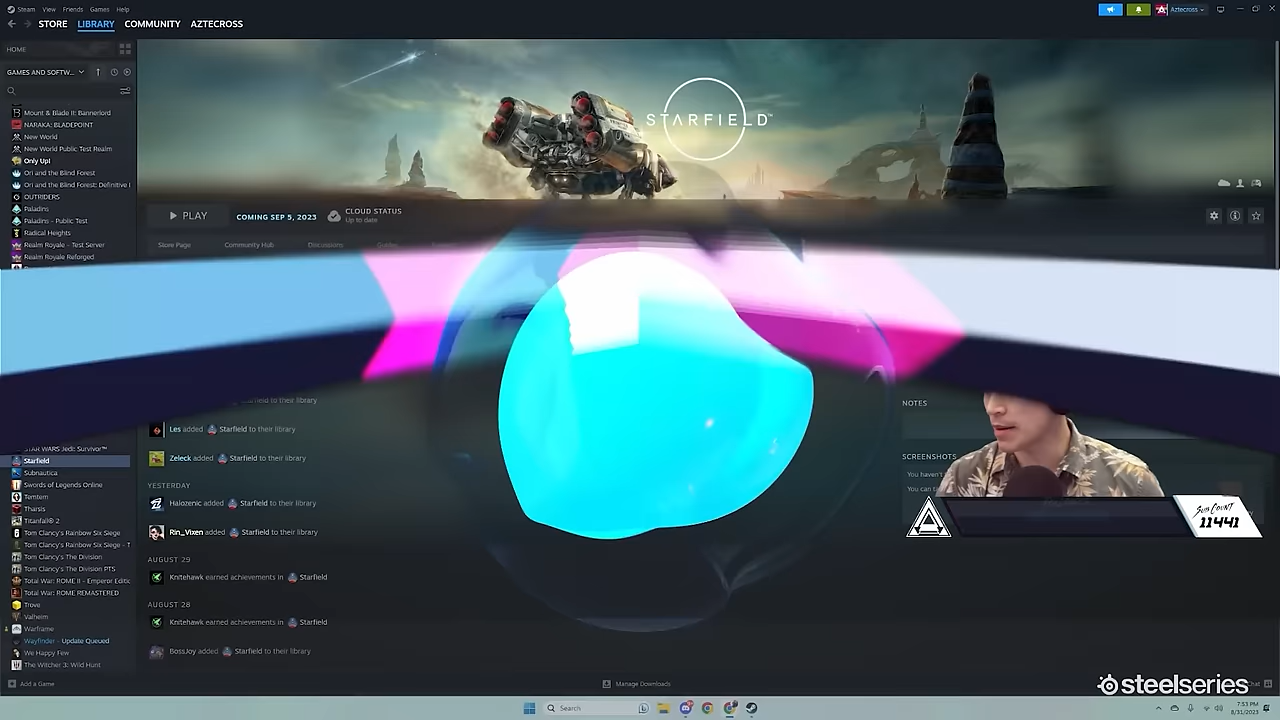 Steam View Friends Games Help
Aztecross
STORE LIBRARY COMMUNITY AZTECROSS
HOME
GAMES AND SOFTW...
STARFIELD
Mount & Blade II: Bannerlord
NARAKA: BLADEPOINT
New World
New World Public Test Realm
Only Up!
Ori and the Blind Forest
Ori and the Blind Forest: Definitive
OUTRIDERS
Paladins
Paladins - Public Test
Radical Heights
Realm Royale - Test Server
Realm Royale Reforged
PLAY
COMING SEP 5, 2023
CLOUD STATUS
Up to date
Store Page Community Hub Discussions Guides
to their library
Les added Starfield to their library
Zeleck added Starfield to their library
YESTERDAY
Halozenic added Starfield to their library
Rin_Vixen added Starfield to their library
AUGUST 29
Knitehawk earned achievements in Starfield
AUGUST 28
Knitehawk earned achievements in Starfield
BossJoy added Starfield to their library
STAR WARS Jedi: Survivor™
Starfield
Subnautica
Swords of Legends Online
Temtem
Tharsis
Titanfall® 2
Tom Clancy's Rainbow Six Siege
Tom Clancy's Rainbow Six Siege - T
Tom Clancy's The Division
Tom Clancy's The Division PTS
Total War: ROME II - Emperor Editio
Total War: ROME REMASTERED
Trove
Valheim
Warframe
Wayfinder - Update Queued
We Happy Few
The Witcher 3: Wild Hunt
NOTES
SCREENSHOTS
You haven't
You can
SUB COUNT
11441
Add a Game
Manage Downloads
steelseries
Search
7:53 PM
8/31/2023